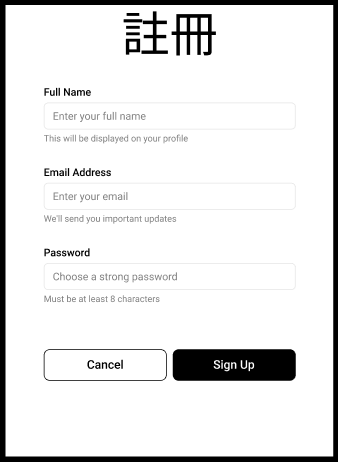 註冊
Full Name
Enter your full name
This will be displayed on your profile
Email Address
Enter your email
We'll send you important updates
Password
Choose a strong password
Must be at least 8 characters
Cancel Sign Up